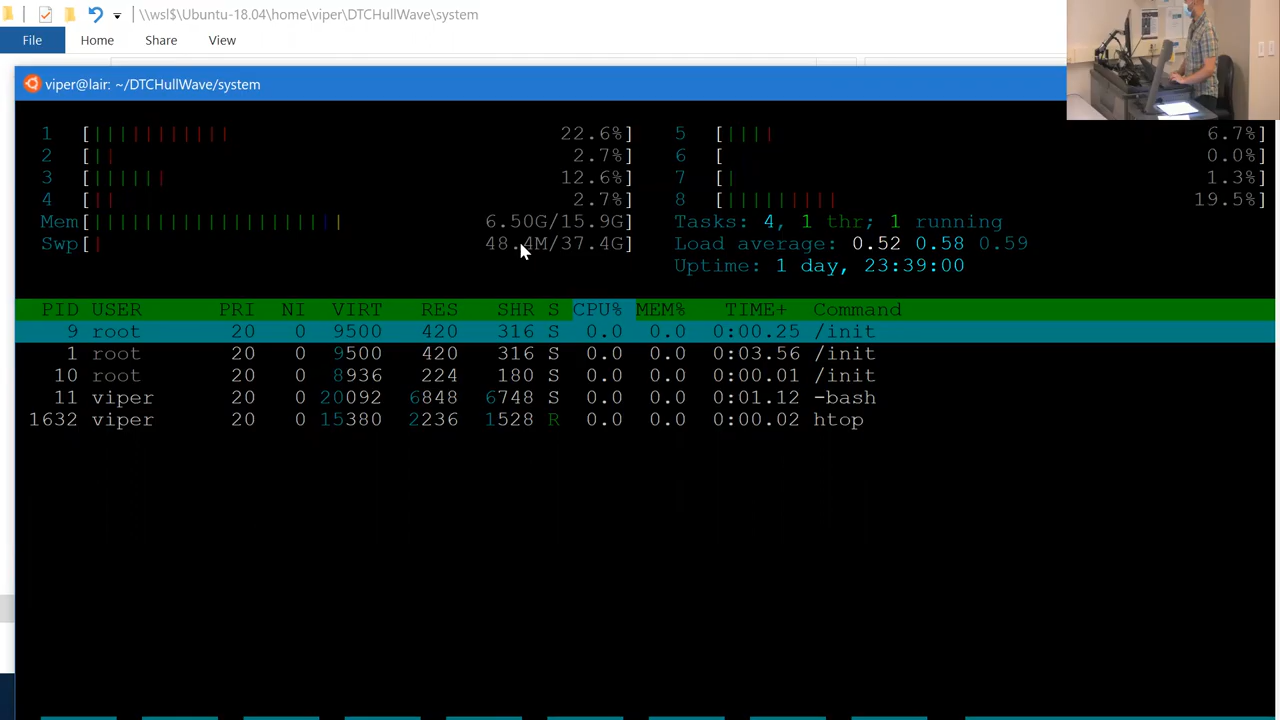 \\wsl$\Ubuntu-18.04\home\viper\DTCHullWave\system
File Home Share View
viper@lair: ~/DTCHullWave/system
1 [||||||||||| 22.6%] 5 [|||| 6.7%]
2 [|| 2.7%] 6 [ 0.0%]
3 [|||||| 12.6%] 7 [| 1.3%]
4 [|| 2.7%] 8 [||||||||| 19.5%]
Mem[|||||||||||||||||||| 6.50G/15.9G] Tasks: 4, 1 thr; 1 running
Swp[| 48.4M/37.4G] Load average: 0.52 0.58 0.59
Uptime: 1 day, 23:39:00
PID USER PRI NI VIRT RES SHR S CPU% MEM% TIME+ Command
9 root 20 0 9500 420 316 S 0.0 0.0 0:00.25 /init
1 root 20 0 9500 420 316 S 0.0 0.0 0:03.56 /init
10 root 20 0 8936 224 180 S 0.0 0.0 0:00.01 /init
11 viper 20 0 20092 6848 6748 S 0.0 0.0 0:01.12 -bash
1632 viper 20 0 15380 2236 1528 R 0.0 0.0 0:00.02 htop